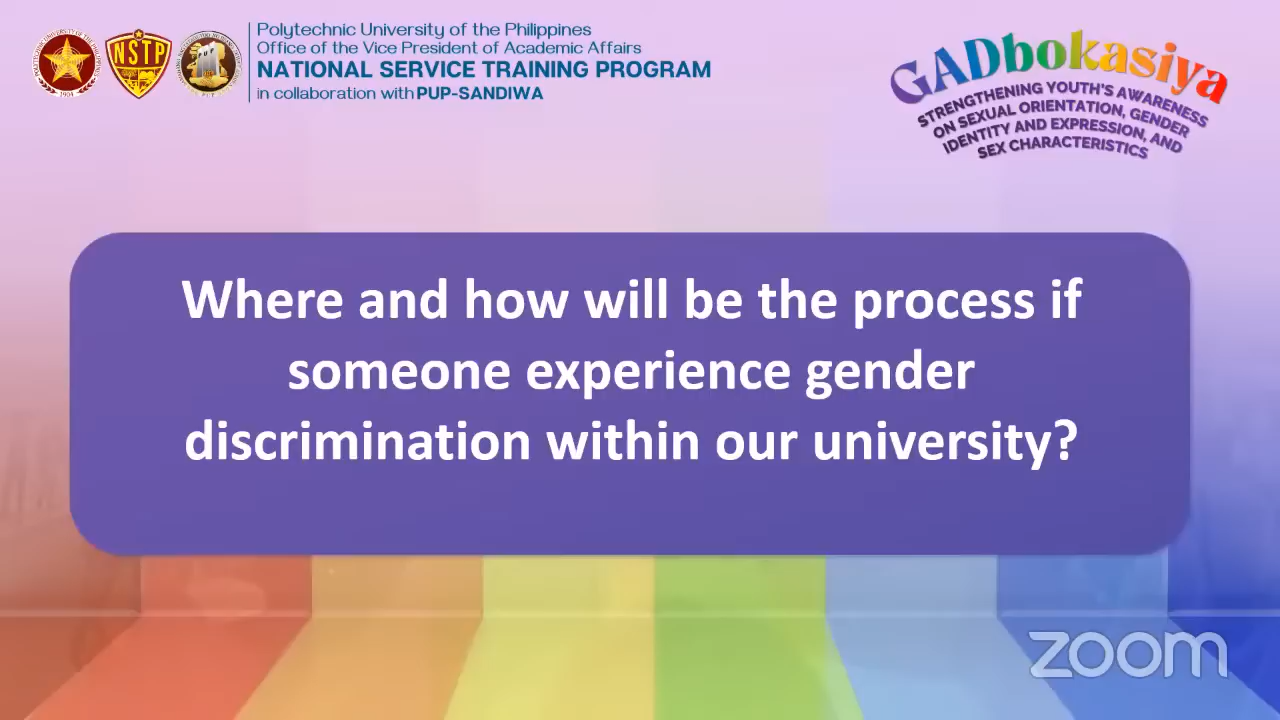 Polytechnic University of the Philippines
Office of the Vice President of Academic Affairs
NATIONAL SERVICE TRAINING PROGRAM
in collaboration with PUP-SANDIWA
NSTP
1904
GADbokasiya
STRENGTHENING YOUTH'S AWARENESS
ON SEXUAL ORIENTATION, GENDER
IDENTITY AND EXPRESSION, AND
SEX CHARACTERISTICS
Where and how will be the process if
someone experience gender
discrimination within our university?
zoom